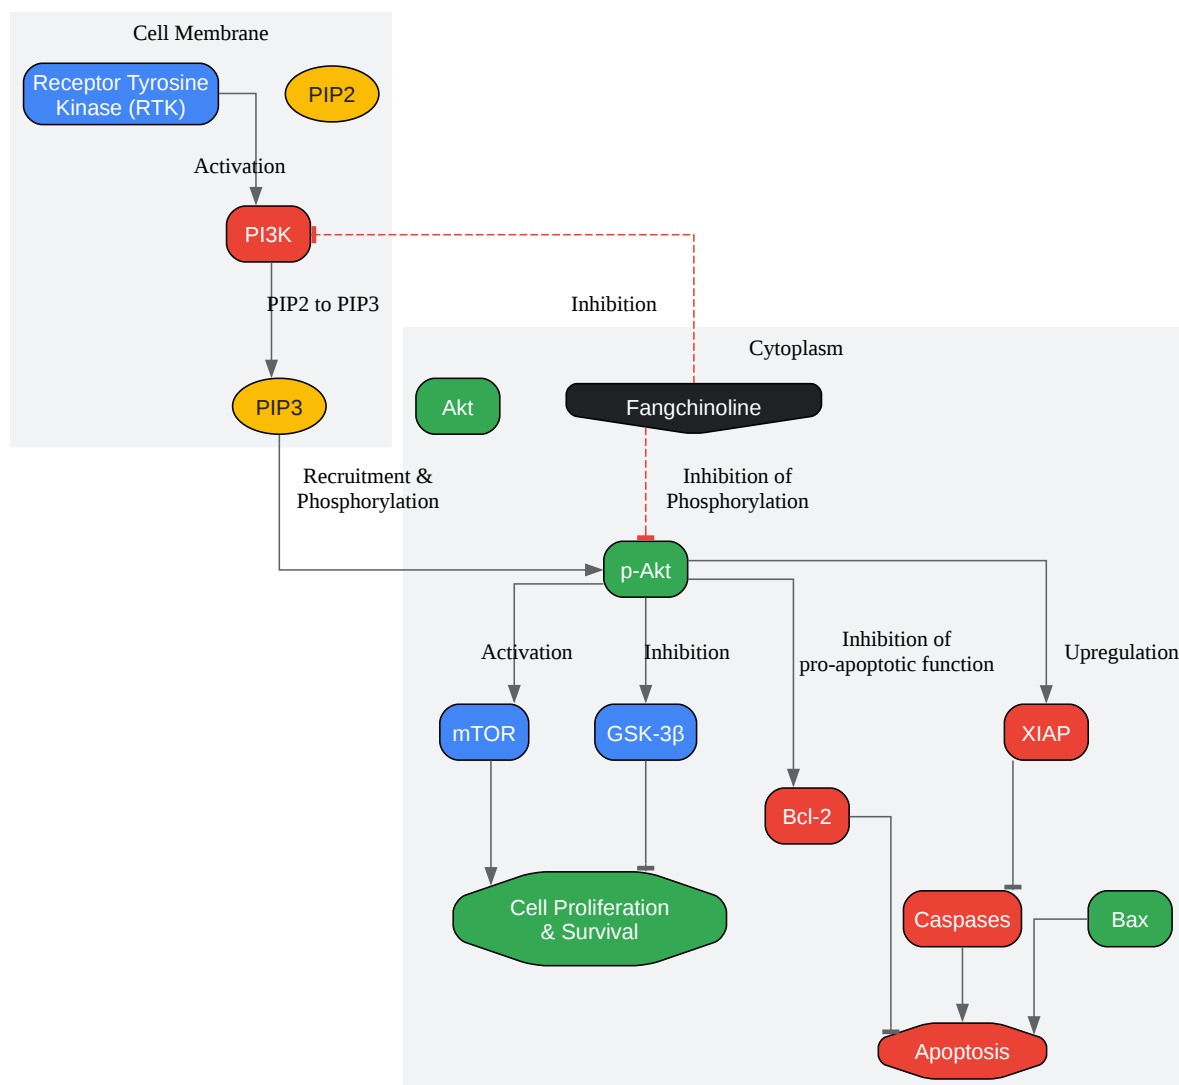 Cell Membrane
Receptor Tyrosine
Kinase (RTK)
PIP2
Activation
PI3K
PIP2 to PIP3
Inhibition
Cytoplasm
PIP3
Akt
Fangchinoline
Recruitment &
Phosphorylation
Inhibition of
Phosphorylation
p-Akt
Activation
Inhibition
Inhibition of
pro-apoptotic function
Upregulation
mTOR
GSK-3β
XIAP
Bcl-2
Cell Proliferation
& Survival
Caspases
Bax
Apoptosis